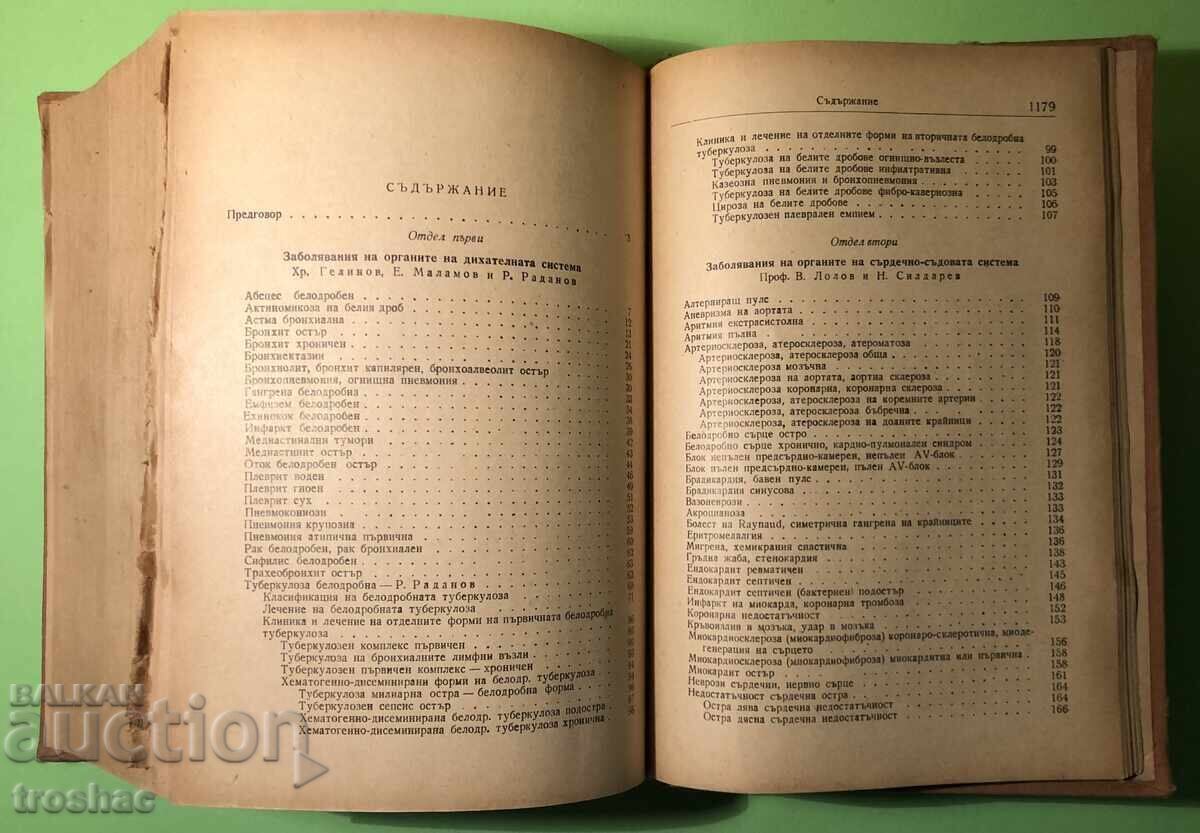 СЪДЪРЖАНИЕ
Предговор 3
Отдел първи
Заболявания на органите на дихателната система
Хр. Гелинов, Е. Маламов и Р. Раданов
Абсцес белодробен 7
Актиномикоза на белия дроб
Астма бронхиална
Бронхит остър
Бронхит хроничен
Бронхиектазии
Бронхиолит, бронхит капилярен, бронхоалвеолит остър
Бронхопневмония, огнищна пневмония
Гангрена белодробна
Емфизем белодробен
Ехинокок белодробен
Инфаркт белодробен
Медиастинални тумори
Медиастинит остър
Оток белодробен остър
Плеврит воден
Плеврит гноен
Плеврит сух
Пневмокониози
Пневмония крупозна
Пневмония атипична първична
Рак белодробен, рак бронхиален
Сифилис белодробен
Трахеобронхит остър
Туберкулоза белодробна — Р. Раданов
Класификация на белодробната туберкулоза
Лечение на белодробната туберкулоза
Клиника и лечение на отделните форми на първичната белодробна
туберкулоза
Туберкулозен комплекс първичен
Туберкулоза на бронхиалните лимфни възли
Туберкулозен първичен комплекс — хроничен
Хематогенно-дисеминирани форми на белодр. туберкулоза
Туберкулоза милиарна остра — белодробна форма
Туберкулозен сепсис остър
Хематогенно-дисеминирана белодр. туберкулоза подостра
Хематогенно-дисеминирана белодр. туберкулоза хронична
Съдържание 1179
Клиника и лечение на отделните форми на вторичната белодробна
туберкулоза 99
Туберкулоза на белите дробове огнищно-възлеста 100
Туберкулоза на белите дробове инфилтративна 101
Казеозна пневмония и бронхопневмония 103
Туберкулоза на белите дробове фибро-кавернозна 105
Цироза на белите дробове 106
Туберкулозен плеврален емпием 107
Отдел втори
Заболявания на органите на сърдечно-съдовата система
Проф. В. Лолов и Н. Силдарев
Алтерниращ пулс 109
Аневризма на аортата 110
Аритмия екстрасистолна 111
Аритмия пълна 114
Артериосклероза, атеросклероза, атероматоза 118
Артериосклероза, атеросклероза обща 120
Артериосклероза мозъчна 121
Артериосклероза на аортата, аортна склероза 121
Артериосклероза коронарна, коронарна склероза 121
Артериосклероза, атеросклероза на коремните артерии 122
Артериосклероза, атеросклероза бъбречна 122
Артериосклероза, атеросклероза на долните крайници 122
Белодробно сърце остро 123
Белодробно сърце хронично, кардио-пулмонален синдром 124
Блок непълен предсърдно-камерен, непълен AV-блок 127
Блок пълен предсърдно-камерен, пълен AV-блок 129
Брадикардия, бавен пулс 131
Брадикардия синусова 132
Вазоневрози 133
Акроцианоза 133
Болест на Raynaud, симетрична гангрена на крайниците 134
Еритромелалгия 136
Мигрена, хемикрания спастична 136
Гръдна жаба, стенокардия 138
Ендокардит ревматичен 143
Ендокардит септичен 145
Ендокардит септичен (бактериен) подостър 146
Инфаркт на миокарда, коронарна тромбоза 148
Коронарна недостатъчност 152
Кръвоизлив в мозъка, удар в мозъка 153
Миокардиосклероза (миокардиофиброза) коронаро-склеротична, миоде-
генерация на сърцето 156
Миокардиосклероза (миокардиофиброза) миокардитна или първична 158
Миокардит остър 158
Неврози сърдечни, нервно сърце 161
Недостатъчност сърдечна остра 164
Остра лява сърдечна недостатъчност 164
Остра дясна сърдечна недостатъчност 166
BALKAN
auction
troshac